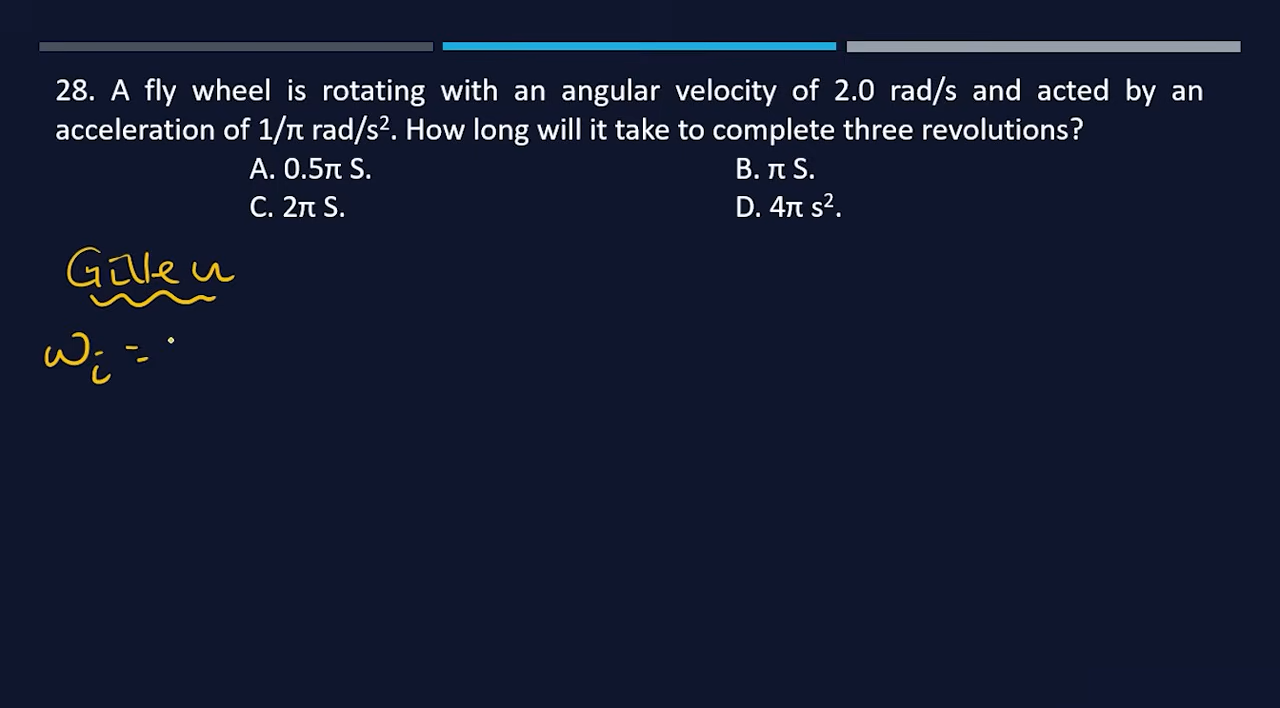 28. A fly wheel is rotating with an angular velocity of 2.0 rad/s and acted by an
acceleration of 1/π rad/s². How long will it take to complete three revolutions?
A. 0.5π S. B. π S.
C. 2π S. D. 4π s².
Given
ωᵢ =